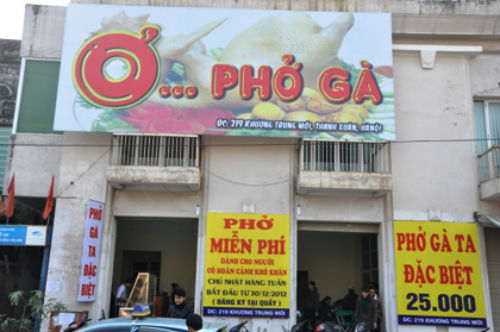 Ơ... PHỞ GÀ
ĐC: 219 KHƯƠNG TRUNG MỚI, THANH XUÂN, HÀ NỘI
PHỞ
GÀ
TA
ĐẶC
BIỆT
PHỞ
MIỄN PHÍ
DÀNH CHO NGƯỜI
CÓ HOÀN CẢNH KHÓ KHĂN
CHỦ NHẬT HÀNG TUẦN
BẮT ĐẦU TỪ 30/12/2012
( ĐĂNG KÝ TẠI QUẦY )
ĐC: 219 KHƯƠNG TRUNG MỚI
PHỞ GÀ TA
ĐẶC BIỆT
25.000
ĐC: 219 KHƯƠNG TRUNG MỚI